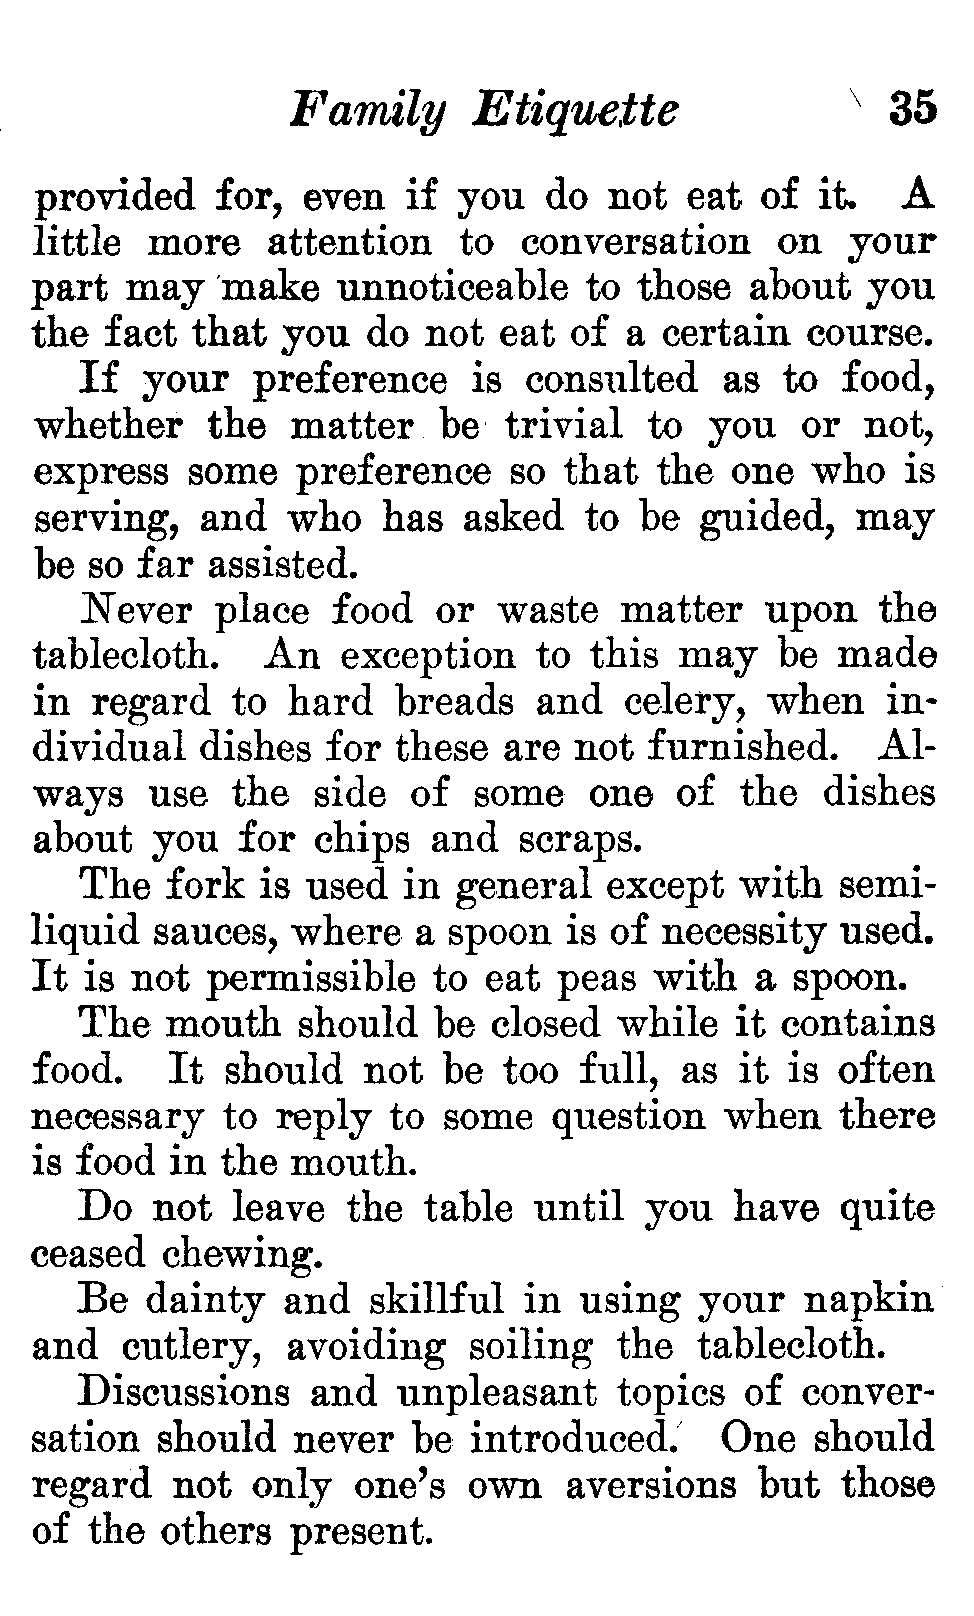 Family Etiquette 35
provided for, even if you do not eat of it. A
little more attention to conversation on your
part may make unnoticeable to those about you
the fact that you do not eat of a certain course.
If your preference is consulted as to food,
whether the matter be trivial to you or not,
express some preference so that the one who is
serving, and who has asked to be guided, may
be so far assisted.
Never place food or waste matter upon the
tablecloth. An exception to this may be made
in regard to hard breads and celery, when in-
dividual dishes for these are not furnished. Al-
ways use the side of some one of the dishes
about you for chips and scraps.
The fork is used in general except with semi-
liquid sauces, where a spoon is of necessity used.
It is not permissible to eat peas with a spoon.
The mouth should be closed while it contains
food. It should not be too full, as it is often
necessary to reply to some question when there
is food in the mouth.
Do not leave the table until you have quite
ceased chewing.
Be dainty and skillful in using your napkin
and cutlery, avoiding soiling the tablecloth.
Discussions and unpleasant topics of conver-
sation should never be introduced. One should
regard not only one's own aversions but those
of the others present.